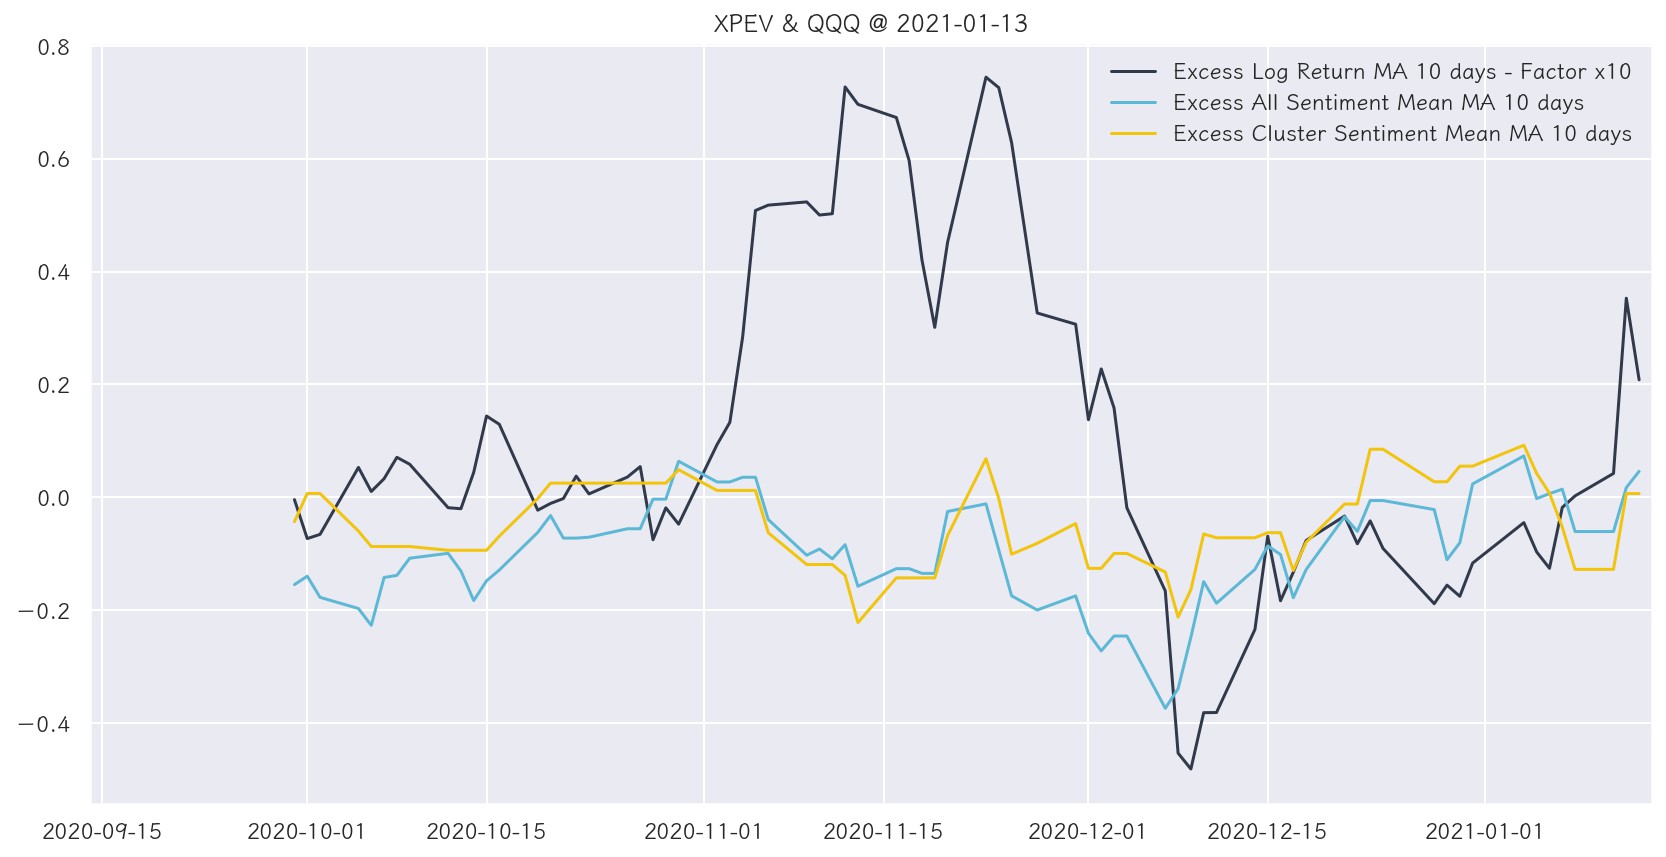 XPEV & QQQ @ 2021-01-13
Excess Log Return MA 10 days - Factor x10
Excess All Sentiment Mean MA 10 days
Excess Cluster Sentiment Mean MA 10 days
0.8
0.6
0.4
0.2
0.0
−0.2
−0.4
2020-09-15 2020-10-01 2020-10-15 2020-11-01 2020-11-15 2020-12-01 2020-12-15 2021-01-01